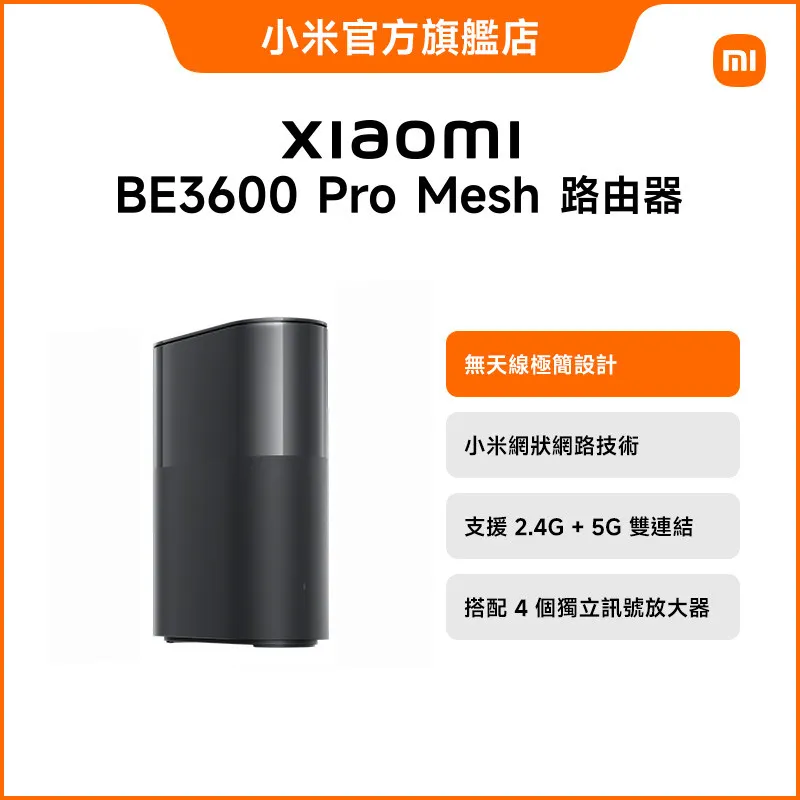 小米官方旗艦店
mi
xiaomi
BE3600 Pro Mesh 路由器
無天線極簡設計
小米網狀網路技術
支援 2.4G + 5G 雙連結
搭配 4 個獨立訊號放大器